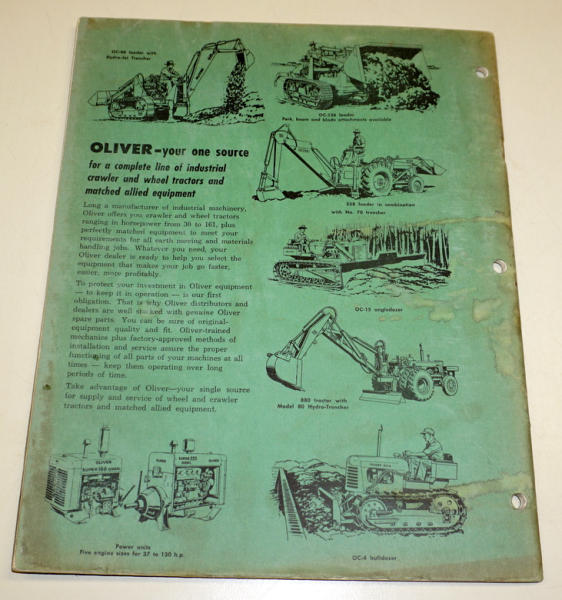 OC-46 loader with
Hydra-Jet Trencher
OC-126 loader
Fork, boom and blade attachments available
OLIVER—your one source
for a complete line of industrial
crawler and wheel tractors and
matched allied equipment
Long a manufacturer of industrial machinery,
Oliver offers you crawler and wheel tractors
ranging in horsepower from 30 to 161, plus
perfectly matched equipment to meet your
requirements for all earth moving and materials
handling jobs. Whatever you need, your
Oliver dealer is ready to help you select the
equipment that makes your job go faster,
easier, more profitably.
To protect your investment in Oliver equipment
— to keep it in operation — is our first
obligation. That is why Oliver distributors and
dealers are well stocked with genuine Oliver
spare parts. You can be sure of original-
equipment quality and fit. Oliver-trained
mechanics plus factory-approved methods of
installation and service assure the proper
functioning of all parts of your machines at all
times — keep them operating over long
periods of time.
Take advantage of Oliver—your single source
for supply and service of wheel and crawler
tractors and matched allied equipment.
558 loader in combination
with No. 70 trencher
OC-15 angledozer
880 tractor with
Model 80 Hydra-Trencher
OLIVER
Power units
Five engine sizes for 37 to 130 h.p.
OC-4 bulldozer